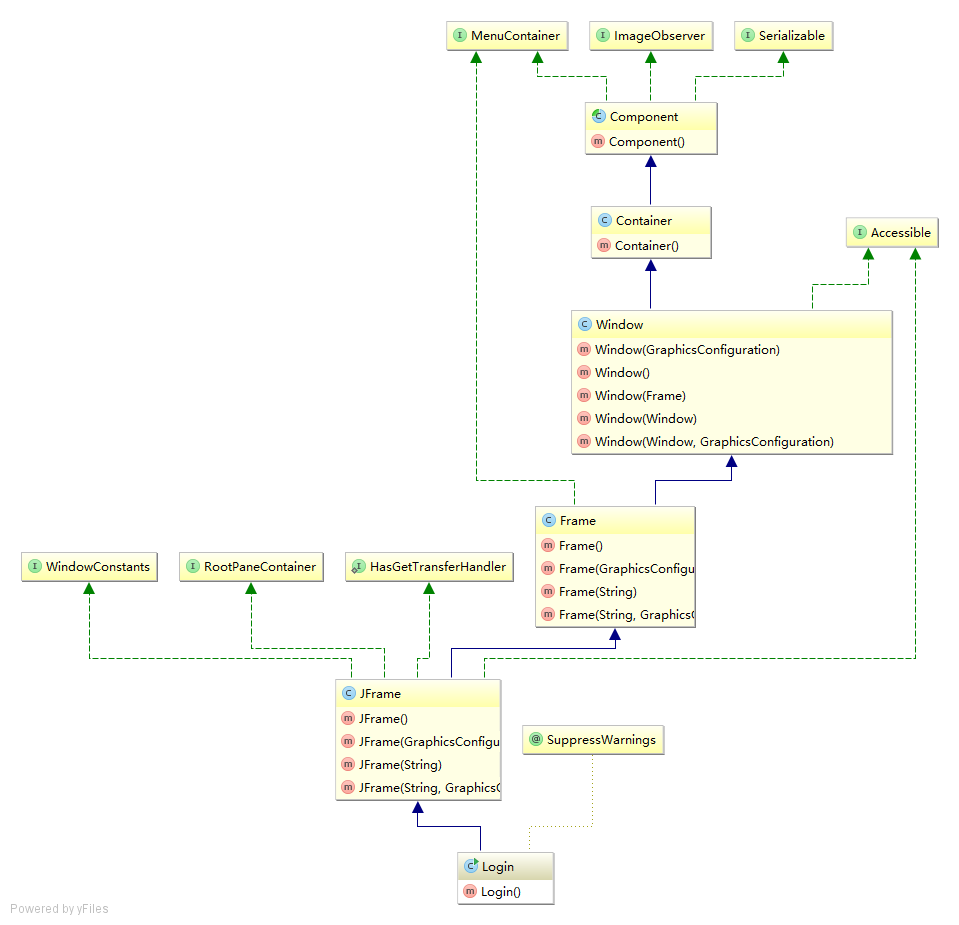 MenuContainer
ImageObserver
Serializable
Component
Component()
Container
Container()
Accessible
Window
Window(GraphicsConfiguration)
Window()
Window(Frame)
Window(Window)
Window(Window, GraphicsConfiguration)
Frame
Frame()
Frame(GraphicsConfigu
Frame(String)
Frame(String, GraphicsC
WindowConstants
RootPaneContainer
HasGetTransferHandler
JFrame
JFrame()
JFrame(GraphicsConfigu
JFrame(String)
JFrame(String, GraphicsC
SuppressWarnings
Login
Login()
Powered by yFiles